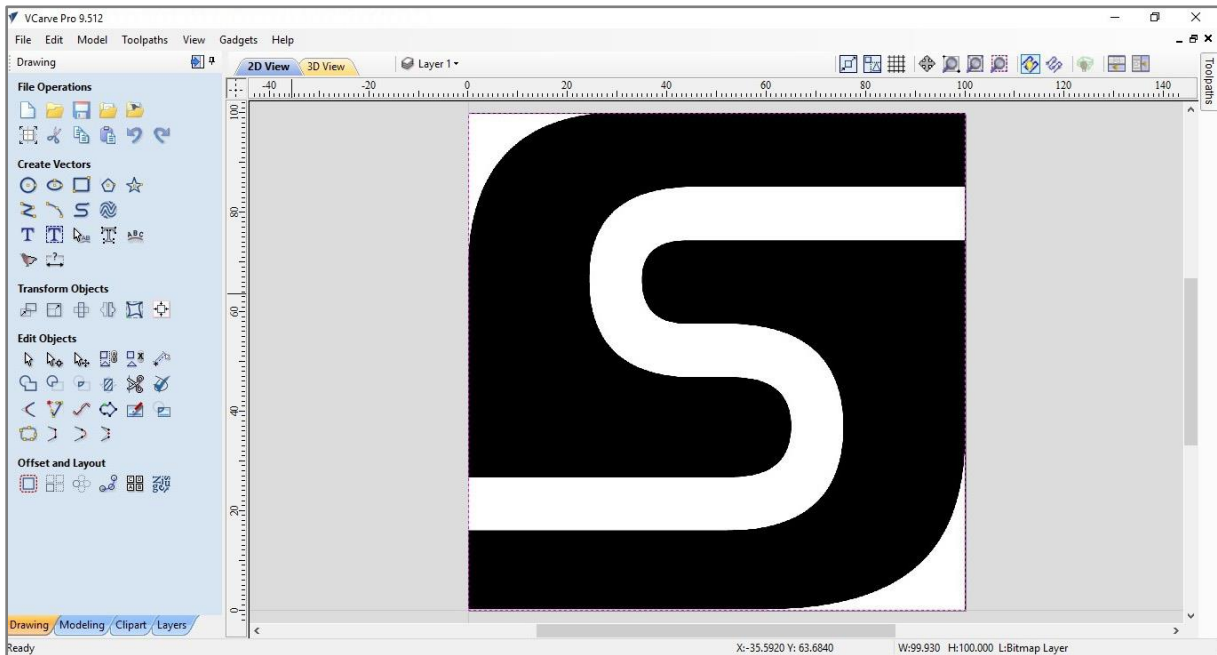 VCarve Pro 9.512
File Edit Model Toolpaths View Gadgets Help
Drawing
2D View 3D View Layer 1
Toolpaths
File Operations
-40 -20 0 20 40 60 80 100 120 140
100
80
60
40
20
0
Create Vectors
Transform Objects
Edit Objects
Offset and Layout
Drawing Modeling Clipart Layers
Ready X:-35.5920 Y: 63.6840 W:99.930 H:100.000 L:Bitmap Layer